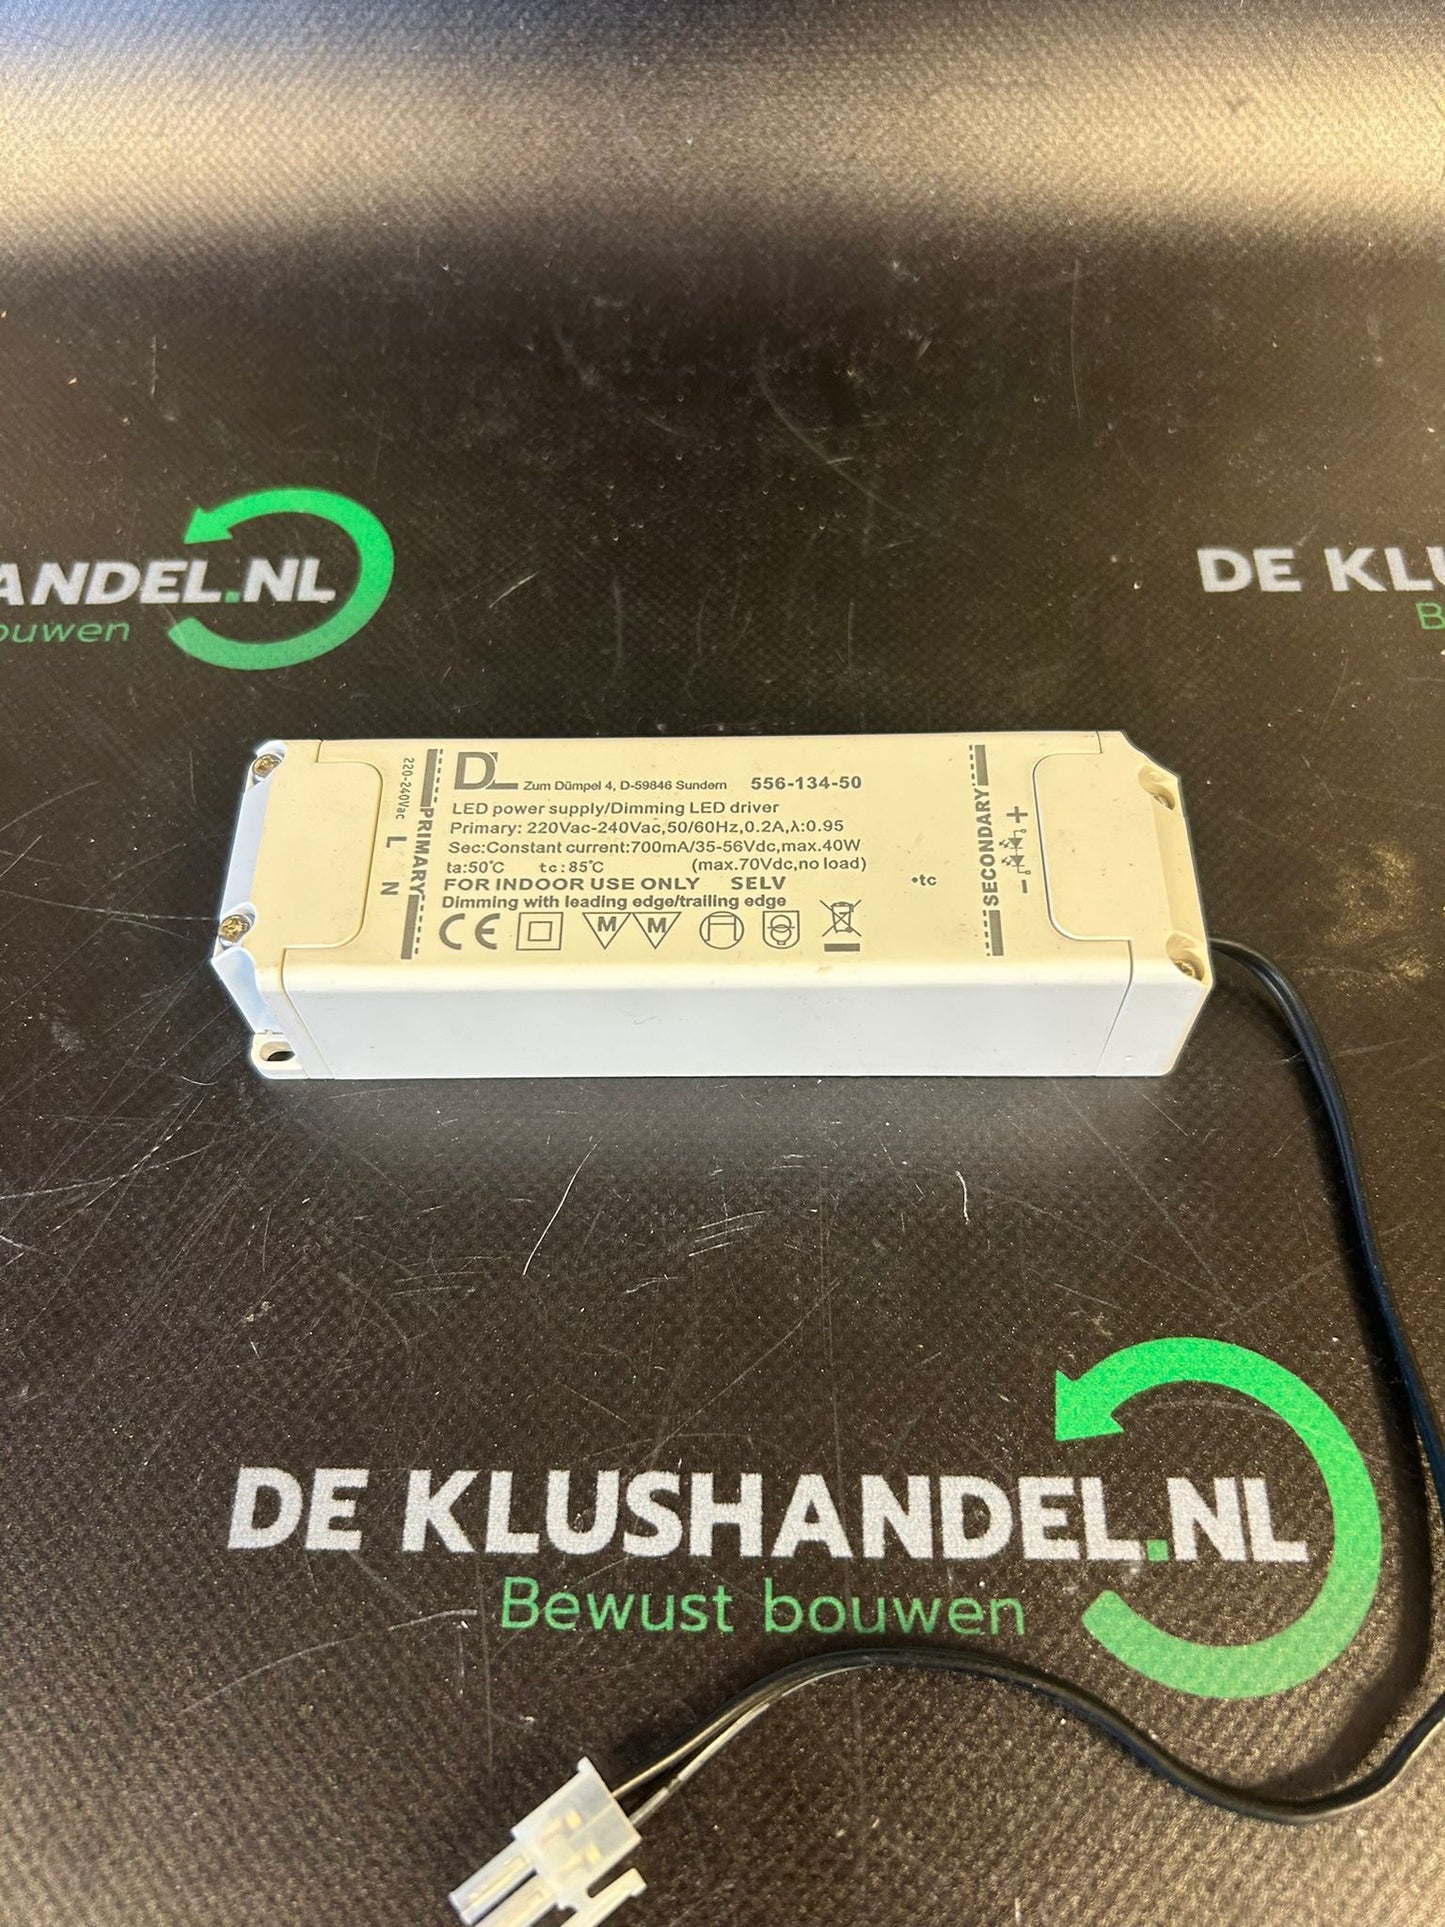 ANDEL.NL
ouwen
DE KLU
B
DL Zum Dümpel 4, D-59846 Sundern 556-134-50
LED power supply/Dimming LED driver
Primary: 220Vac-240Vac,50/60Hz,0.2A,λ:0.95
Sec:Constant current:700mA/35-56Vdc,max.40W
ta:50℃ tc:85℃ (max.70Vdc,no load)
FOR INDOOR USE ONLY SELV
Dimming with leading edge/trailing edge
CE M M
220-240Vac L N
PRIMARY
•tc
SECONDARY
+ -
DE KLUSHANDEL.NL
Bewust bouwen